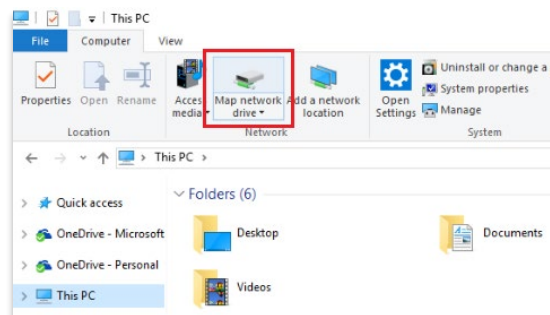 This PC
File Computer View
Properties Open Rename Map network drive Add a network location Open Settings Uninstall or change a
System properties
Manage
media
Location Network System
This PC
Quick access
OneDrive - Microsoft
OneDrive - Personal
This PC
Folders (6)
Desktop Documents
Videos